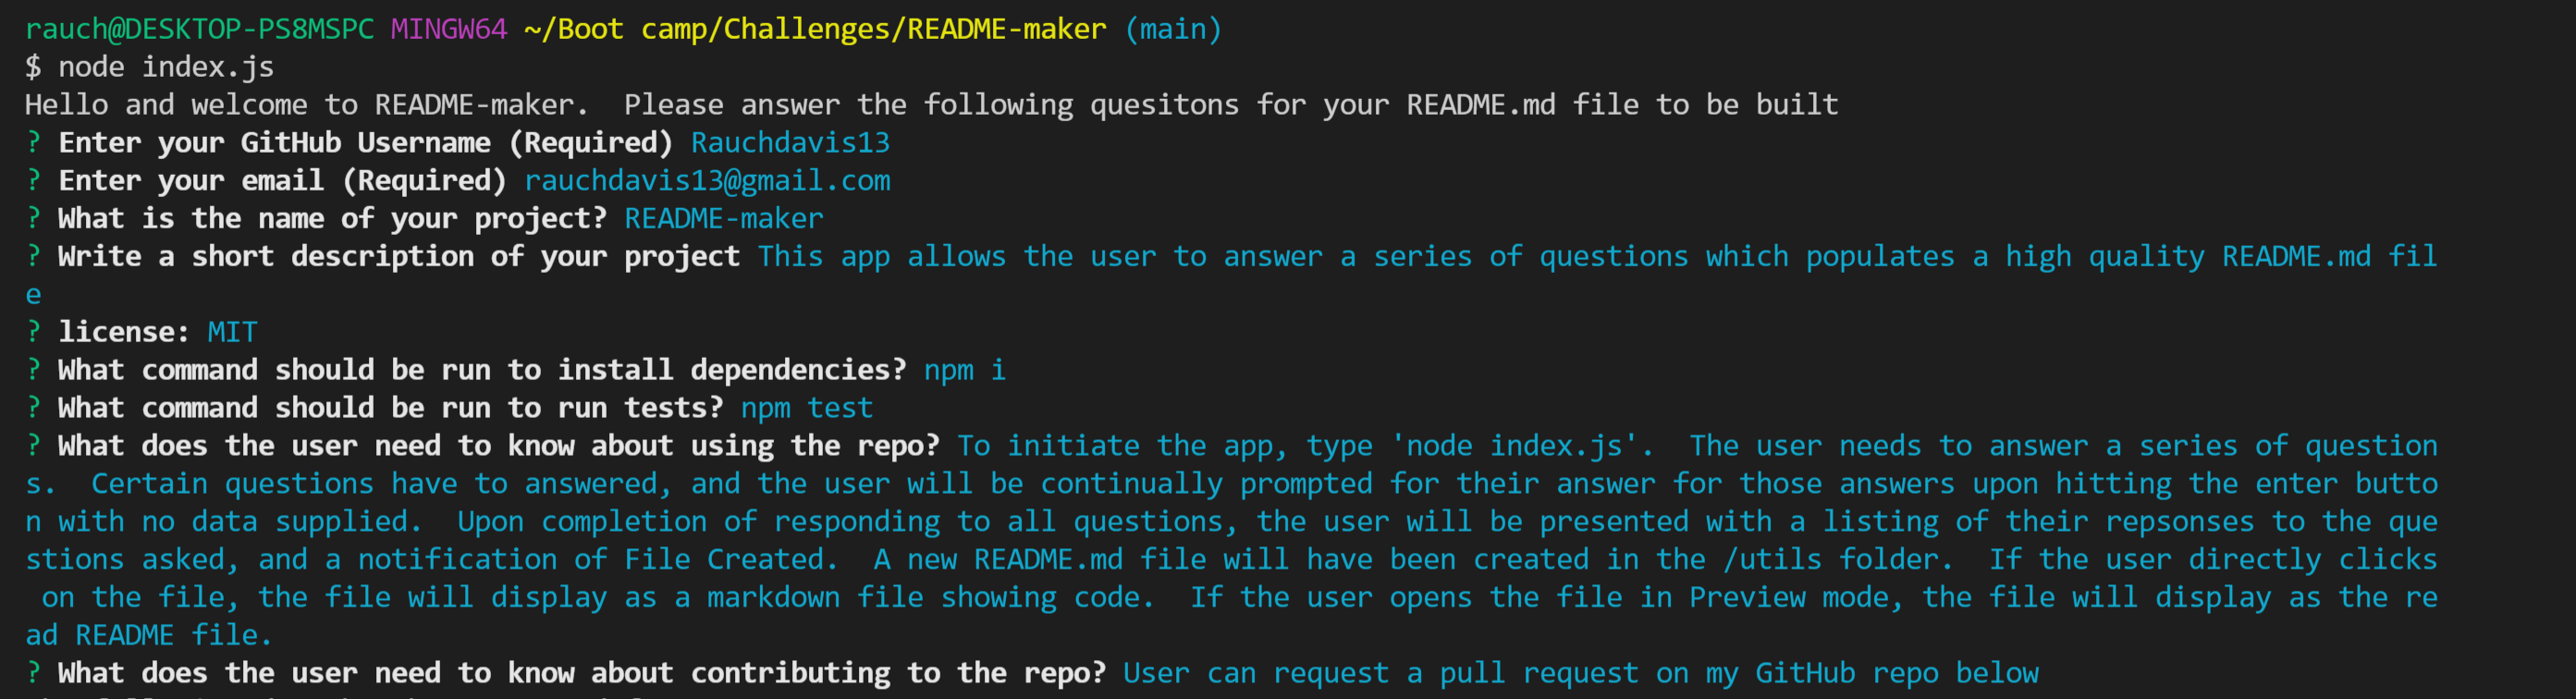 rauch@DESKTOP-PS8MSPC MINGW64 ~/Boot camp/Challenges/README-maker (main)
$ node index.js
Hello and welcome to README-maker.  Please answer the following quesitons for your README.md file to be built
? Enter your GitHub Username (Required) Rauchdavis13
? Enter your email (Required) rauchdavis13@gmail.com
? What is the name of your project? README-maker
? Write a short description of your project This app allows the user to answer a series of questions which populates a high quality README.md fil
e
? license: MIT
? What command should be run to install dependencies? npm i
? What command should be run to run tests? npm test
? What does the user need to know about using the repo? To initiate the app, type 'node index.js'.  The user needs to answer a series of question
s.  Certain questions have to answered, and the user will be continually prompted for their answer for those answers upon hitting the enter butto
n with no data supplied.  Upon completion of responding to all questions, the user will be presented with a listing of their repsonses to the que
stions asked, and a notification of File Created.  A new README.md file will have been created in the /utils folder.  If the user directly clicks
 on the file, the file will display as a markdown file showing code.  If the user opens the file in Preview mode, the file will display as the re
ad README file.
? What does the user need to know about contributing to the repo? User can request a pull request on my GitHub repo below